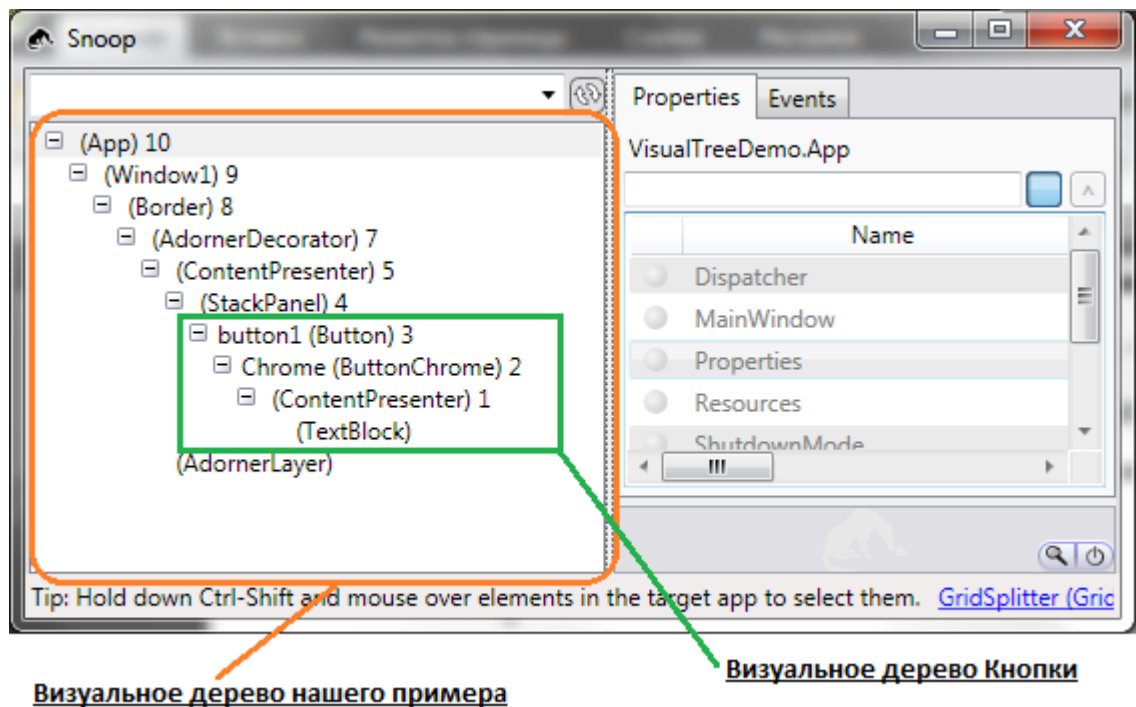 Snoop
(App) 10
(Window1) 9
(Border) 8
(AdornerDecorator) 7
(ContentPresenter) 5
(StackPanel) 4
button1 (Button) 3
Chrome (ButtonChrome) 2
(ContentPresenter) 1
(TextBlock)
(AdornerLayer)
Properties Events
VisualTreeDemo.App
Name
Dispatcher
MainWindow
Properties
Resources
ShutdownMode
Tip: Hold down Ctrl-Shift and mouse over elements in the target app to select them. GridSplitter (Grid
Визуальное дерево Кнопки
Визуальное дерево нашего примера